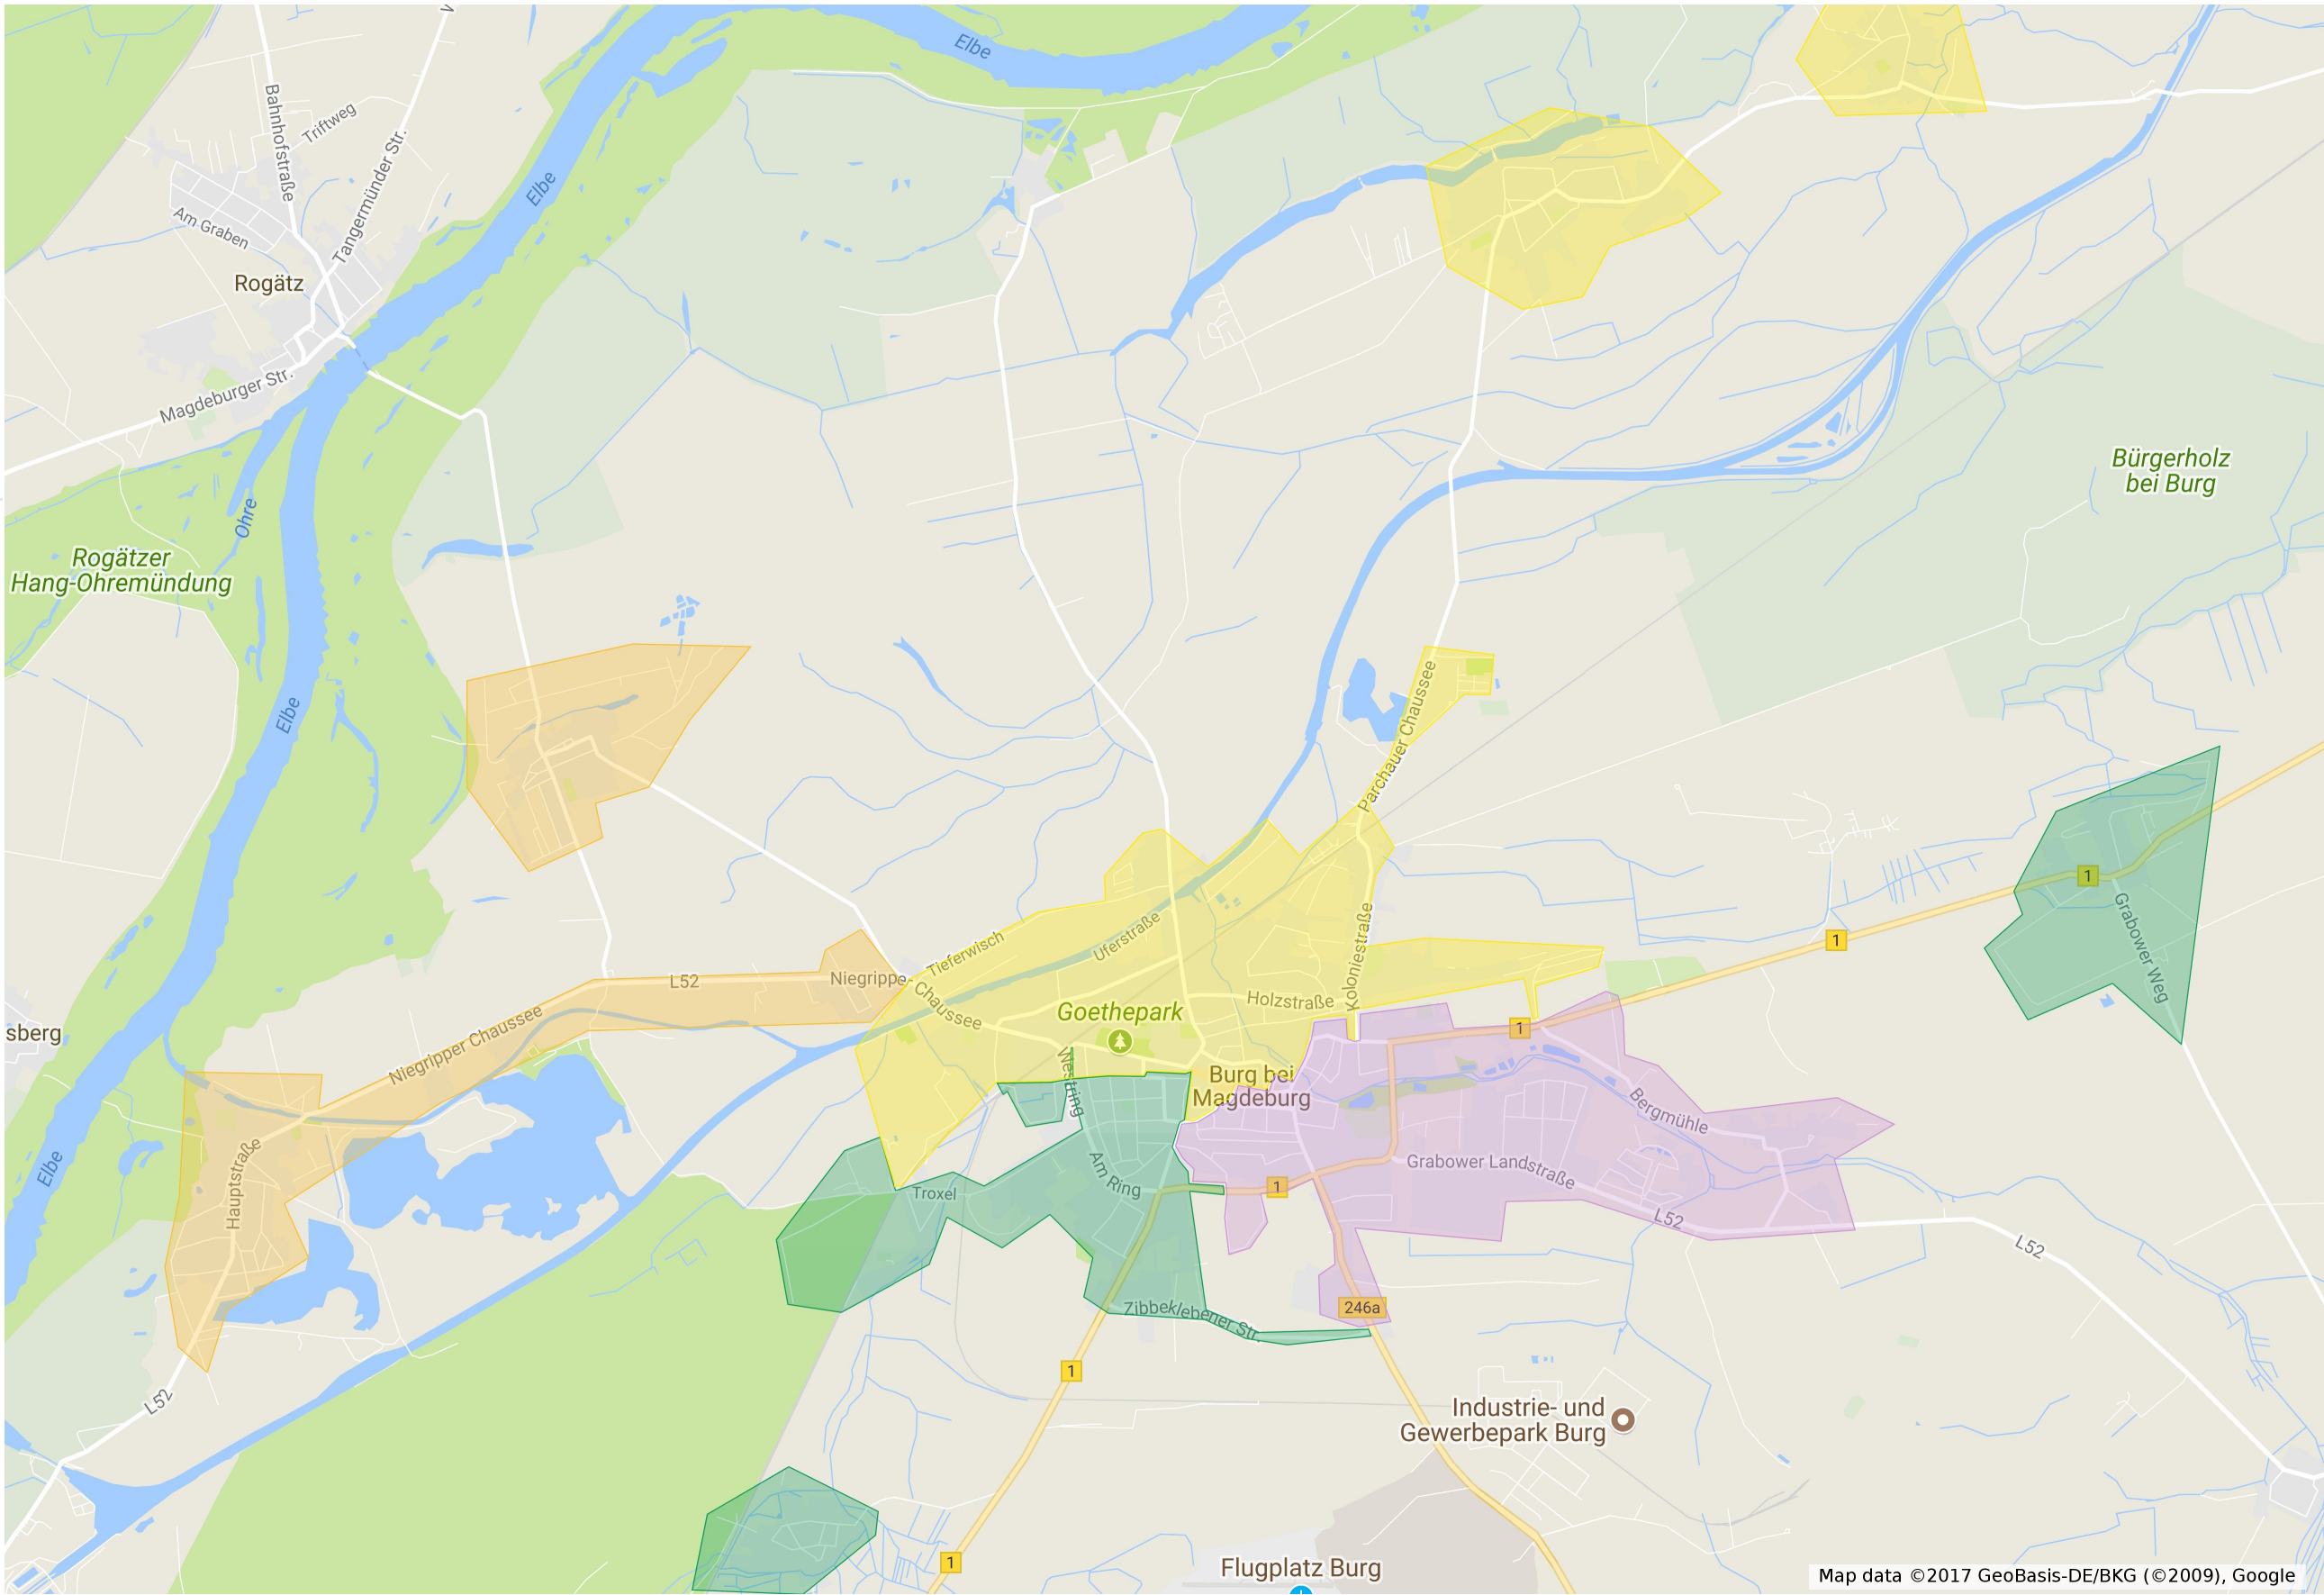 Elbe
Bahnhofstraße
Triftweg
Tangermünder Str.
Am Graben
Elbe
Rogätz
Magdeburger Str.
Ohre
Bürgerholz
bei Burg
Rogätzer
Hang-Ohremündung
Elbe
Parchauer Chaussee
1
Grabower Weg
Uferstraße
Tieferwisch
1
L52
Niegripper Chaussee
Koloniestraße
Holzstraße
Goethepark
Niegripper Chaussee
sberg
1
Westring
Burg bei
Magdeburg
Bergmühle
Elbe
Hauptstraße
Am Ring
Grabower Landstraße
Troxel
1
L52
L52
Zibbeklebener Str.
246a
1
L52
Industrie- und
Gewerbepark Burg
1
Flugplatz Burg
Map data ©2017 GeoBasis-DE/BKG (©2009), Google